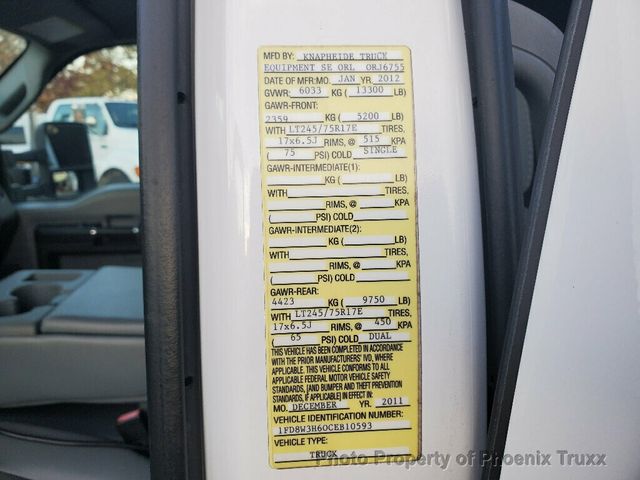 MFD BY: KNAPHEIDE TRUCK
EQUIPMENT SE ORL ORJ6755
DATE OF MFR: MO. JAN YR. 2012
GVWR: 6033 KG ( 13300 LB)
GAWR-FRONT:
2359 KG ( 5200 LB)
WITH LT245/75R17E TIRES,
17x6.5J RIMS, @ 515 KPA
( 75 PSI) COLD SINGLE
GAWR-INTERMEDIATE(1):
KG ( LB)
WITH TIRES,
RIMS, @ KPA
( PSI) COLD
GAWR-INTERMEDIATE(2):
KG ( LB)
WITH TIRES,
RIMS, @ KPA
( PSI) COLD
GAWR-REAR:
4423 KG ( 9750 LB)
WITH LT245/75R17E TIRES,
17x6.5J RIMS, @ 450 KPA
( 65 PSI) COLD DUAL
THIS VEHICLE HAS BEEN COMPLETED IN ACCORDANCE
WITH THE PRIOR MANUFACTURERS' IVD, WHERE
APPLICABLE. THIS VEHICLE CONFORMS TO ALL
APPLICABLE FEDERAL MOTOR VEHICLE SAFETY
STANDARDS, [AND BUMPER AND THEFT PREVENTION
STANDARDS, IF APPLICABLE] IN EFFECT IN:
MO. DECEMBER YR. 2011
VEHICLE IDENTIFICATION NUMBER:
1FD8W3H60CEB10593
VEHICLE TYPE:
TRUCK
Photo Property of Phoenix Truxx